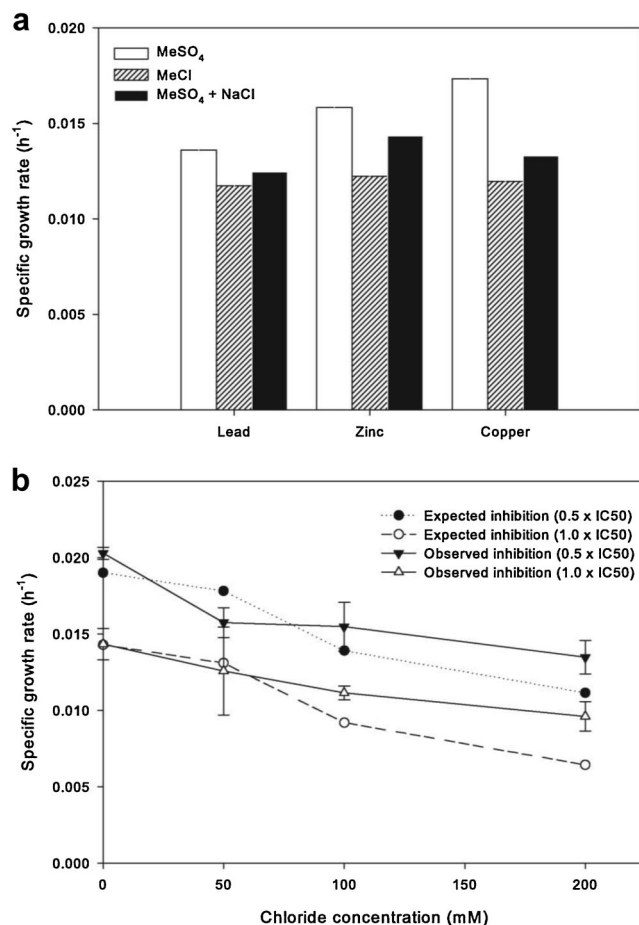 a
0.020
0.015
0.010
0.005
0.000
Specific growth rate (h⁻¹)
MeSO₄
MeCl
MeSO₄ + NaCl
Lead Zinc Copper
b
0.025
0.020
0.015
0.010
0.005
0.000
Specific growth rate (h⁻¹)
Expected inhibition (0.5 x IC50)
Expected inhibition (1.0 x IC50)
Observed inhibition (0.5 x IC50)
Observed inhibition (1.0 x IC50)
0 50 100 150 200
Chloride concentration (mM)